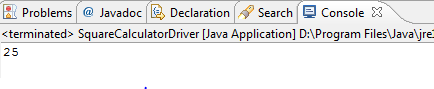 Problems @ Javadoc Declaration Search Console
<terminated> SquareCalculatorDriver [Java Application] D:\Program Files\Java\jre
25